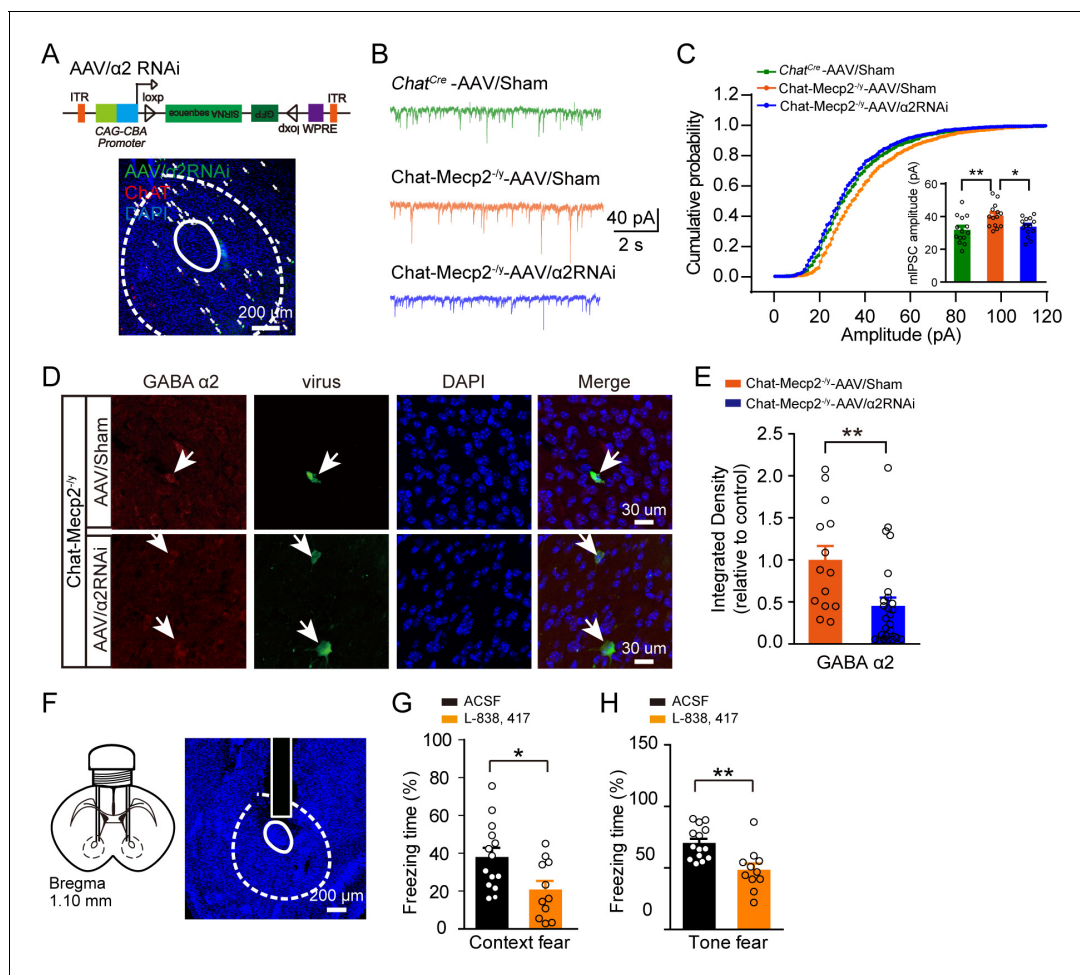 A
AAV/α2 RNAi
ITR
loxp
SiRNA sequence
GFP
loxp
WPRE
ITR
CAG-CBA
Promoter
AAV/α2RNAi
ChAT
DAPI
200 μm
B
ChatCre -AAV/Sham
Chat-Mecp2-/y-AAV/Sham
40 pA
2 s
Chat-Mecp2-/y-AAV/α2RNAi
C
ChatCre -AAV/Sham
Chat-Mecp2-/y-AAV/Sham
Chat-Mecp2-/y-AAV/α2RNAi
Cumulative probability
1.0
0.8
0.6
0.4
0.2
0.0
0 20 40 60 80 100 120
Amplitude (pA)
mIPSC amplitude (pA)
60
40
20
0
** *
D
GABA α2 virus DAPI Merge
Chat-Mecp2-/y
AAV/Sham
30 um
AAV/α2RNAi
30 um
E
Chat-Mecp2-/y-AAV/Sham
Chat-Mecp2-/y-AAV/α2RNAi
Integrated Density
(relative to control)
2.5
2.0
1.5
1.0
0.5
0.0
**
GABA α2
F
Bregma
1.10 mm
200 μm
G
ACSF
L-838, 417
Freezing time (%)
100
80
60
40
20
0
*
Context fear
H
ACSF
L-838, 417
Freezing time (%)
150
100
50
0
**
Tone fear